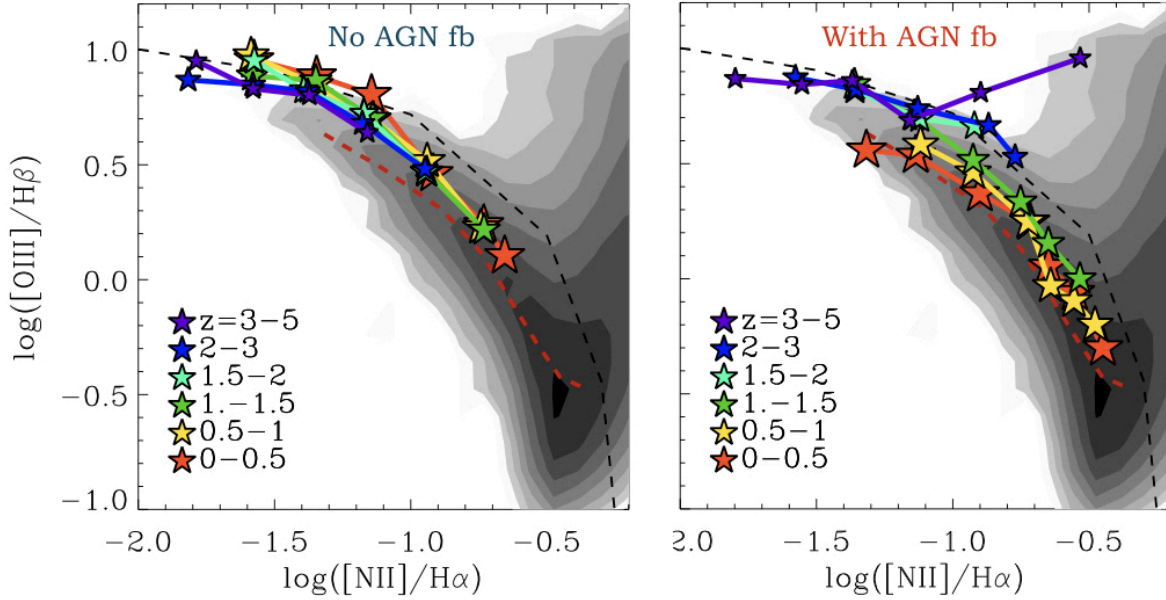 No AGN fb
With AGN fb
log([OIII]/Hβ)
1.0
0.5
0.0
−0.5
−1.0
z=3−5
2−3
1.5−2
1.−1.5
0.5−1
0−0.5
z=3−5
2−3
1.5−2
1.−1.5
0.5−1
0−0.5
−2.0 −1.5 −1.0 −0.5
2.0 −1.5 −1.0 −0.5
log([NII]/Hα)
log([NII]/Hα)